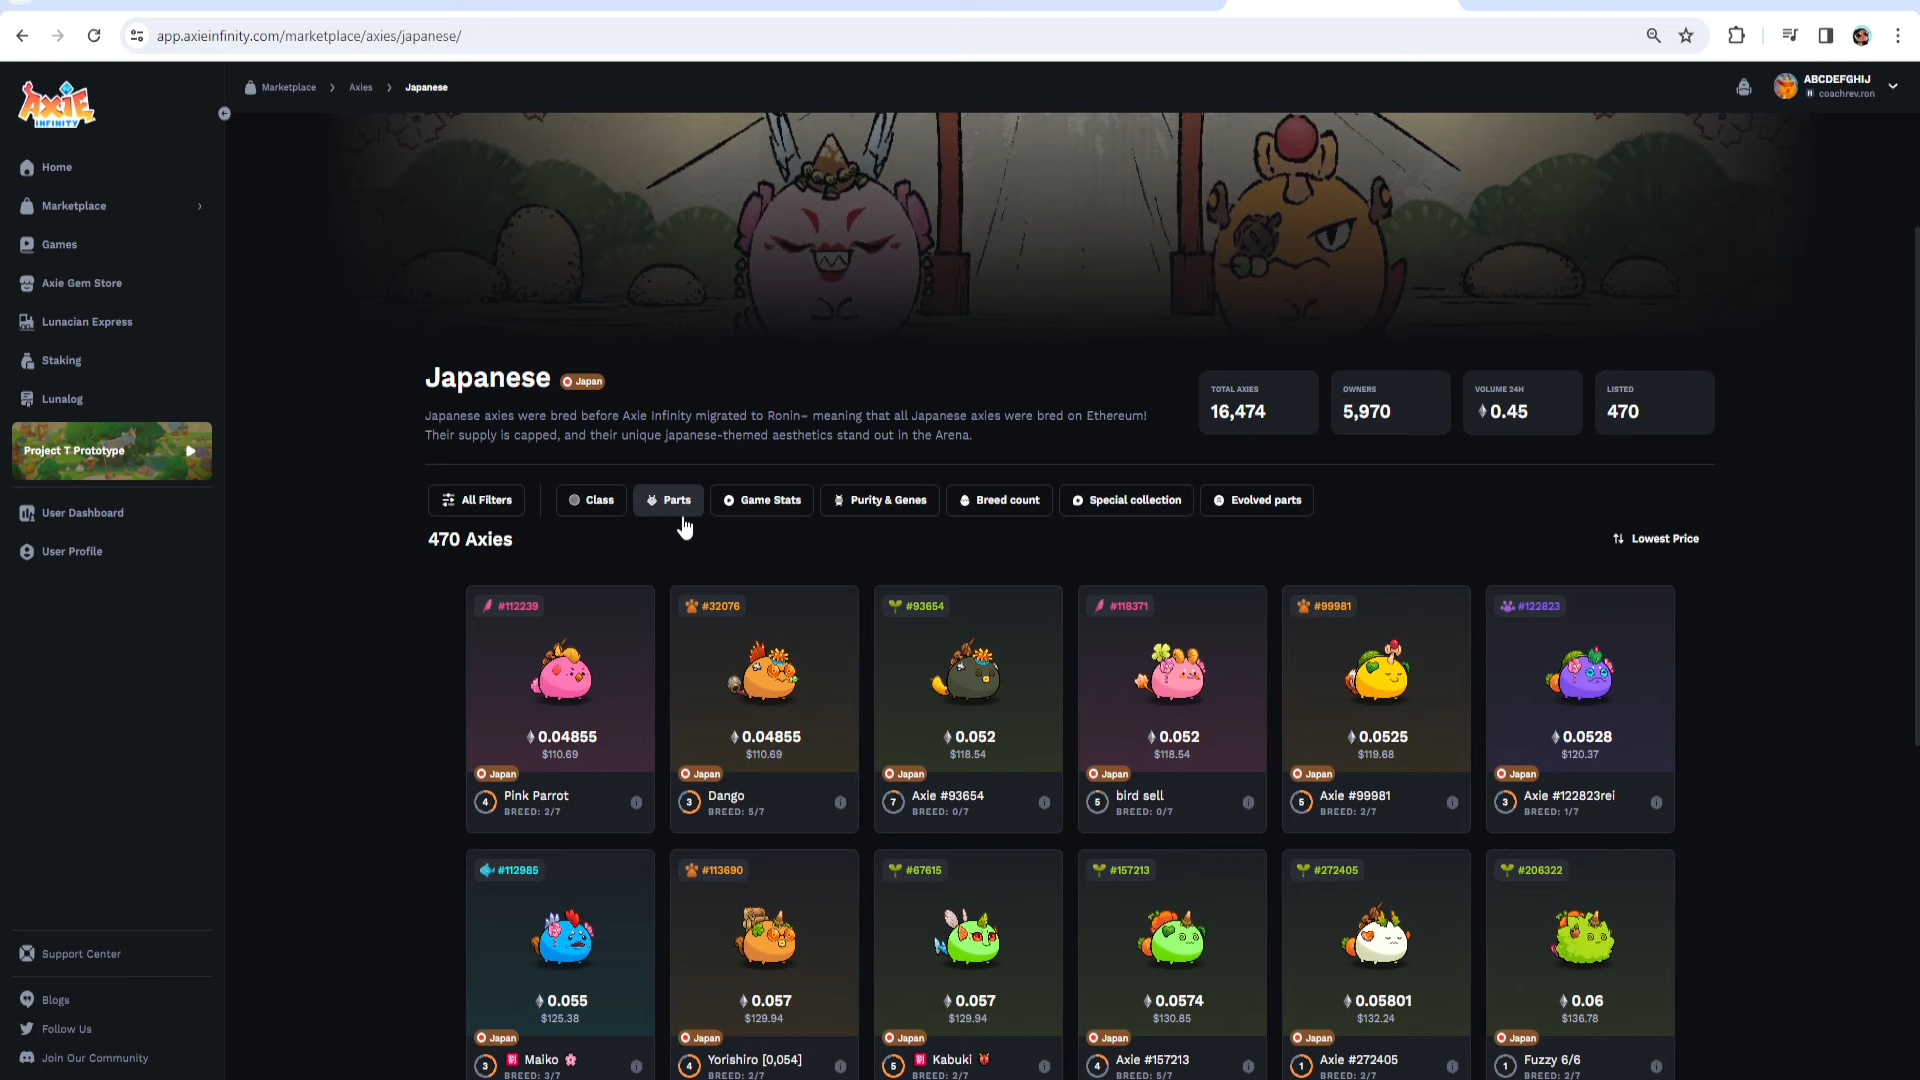 app.axieinfinity.com/marketplace/axies/japanese/
AXIE
INFINITY
Marketplace
Axies
Japanese
ABCDEFGHIJ
coachrev.ron
Home
Marketplace
Games
Axie Gem Store
Lunacian Express
Staking
Lunalog
Project T Prototype
User Dashboard
User Profile
Support Center
Blogs
Follow Us
Join Our Community
Japanese Japan
Japanese axies were bred before Axie Infinity migrated to Ronin– meaning that all Japanese axies were bred on Ethereum!
Their supply is capped, and their unique japanese-themed aesthetics stand out in the Arena.
TOTAL AXIES
16,474
OWNERS
5,970
VOLUME 24H
0.45
LISTED
470
All Filters
Class
Parts
Game Stats
Purity & Genes
Breed count
Special collection
Evolved parts
470 Axies
Lowest Price
#112239
0.04855
$110.69
Japan
4 Pink Parrot
BREED: 2/7
#32076
0.04855
$110.69
Japan
3 Dango
BREED: 5/7
#93654
0.052
$118.54
Japan
7 Axie #93654
BREED: 0/7
#118371
0.052
$118.54
Japan
5 bird sell
BREED: 0/7
#99981
0.0525
$119.68
Japan
5 Axie #99981
BREED: 2/7
#122823
0.0528
$120.37
Japan
3 Axie #122823rei
BREED: 1/7
#112985
0.055
$125.38
Japan
3 Maiko
BREED: 3/7
#113690
0.057
$129.94
Japan
4 Yorishiro [0,054]
BREED: 2/7
#67615
0.057
$129.94
Japan
5 Kabuki
BREED: 2/7
#157213
0.0574
$130.85
Japan
4 Axie #157213
BREED: 5/7
#272405
0.05801
$132.24
Japan
1 Axie #272405
BREED: 2/7
#206322
0.06
$136.78
Japan
1 Fuzzy 6/6
BREED: 2/7